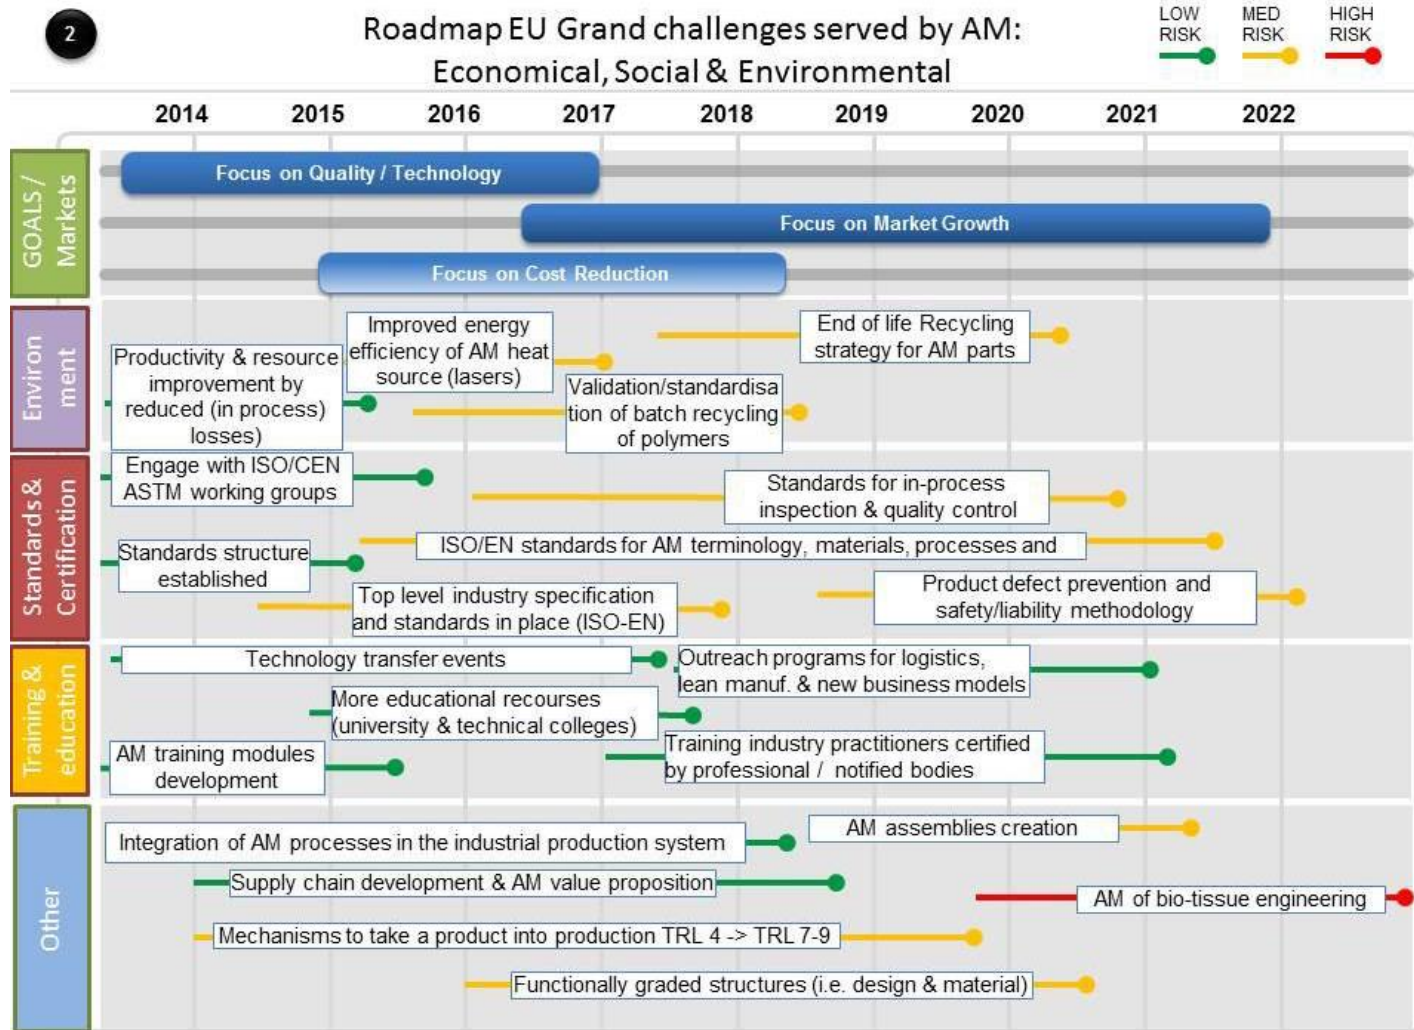 2
Roadmap EU Grand challenges served by AM:
Economical, Social & Environmental
LOW
RISK
MED
RISK
HIGH
RISK
2014 2015 2016 2017 2018 2019 2020 2021 2022
GOALS /
Markets
Focus on Quality / Technology
Focus on Market Growth
Focus on Cost Reduction
Environ
ment
Productivity & resource
improvement by
reduced (in process)
losses)
Improved energy
efficiency of AM heat
source (lasers)
Validation/standardisa
tion of batch recycling
of polymers
End of life Recycling
strategy for AM parts
Standards &
Certification
Engage with ISO/CEN
ASTM working groups
Standards for in-process
inspection & quality control
ISO/EN standards for AM terminology, materials, processes and
Standards structure
established
Top level industry specification
and standards in place (ISO-EN)
Product defect prevention and
safety/liability methodology
Training &
education
Technology transfer events
Outreach programs for logistics,
lean manuf. & new business models
More educational recourses
(university & technical colleges)
AM training modules
development
Training industry practitioners certified
by professional / notified bodies
Other
Integration of AM processes in the industrial production system
AM assemblies creation
Supply chain development & AM value proposition
AM of bio-tissue engineering
Mechanisms to take a product into production TRL 4 -> TRL 7-9
Functionally graded structures (i.e. design & material)